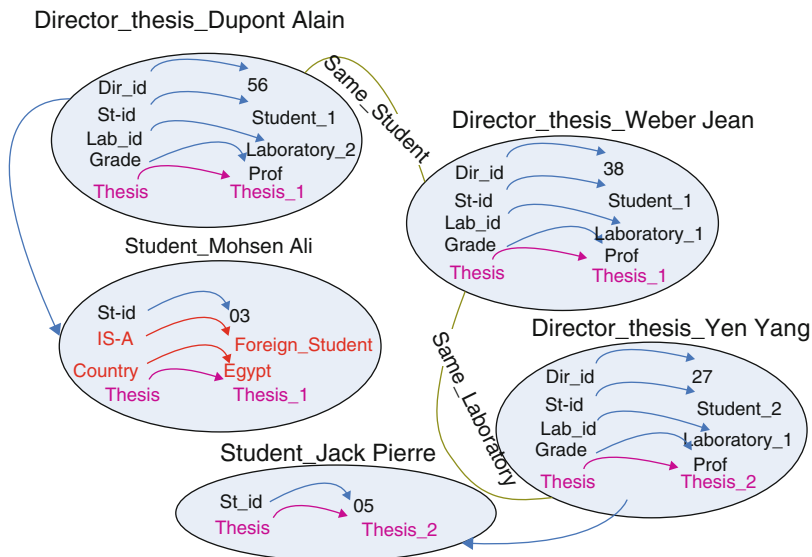 Director_thesis_Dupont Alain
Dir_id 56
St-id Student_1
Lab_id Laboratory_2
Grade Prof
Thesis Thesis_1
Same_Student
Director_thesis_Weber Jean
Dir_id 38
St-id Student_1
Lab_id Laboratory_1
Grade Prof
Thesis Thesis_1
Student_Mohsen Ali
St-id 03
IS-A Foreign_Student
Country Egypt
Thesis Thesis_1
Same_Laboratory
Director_thesis_Yen Yang
Dir_id 27
St-id Student_2
Lab_id Laboratory_1
Grade Prof
Thesis Thesis_2
Student_Jack Pierre
St_id 05
Thesis Thesis_2